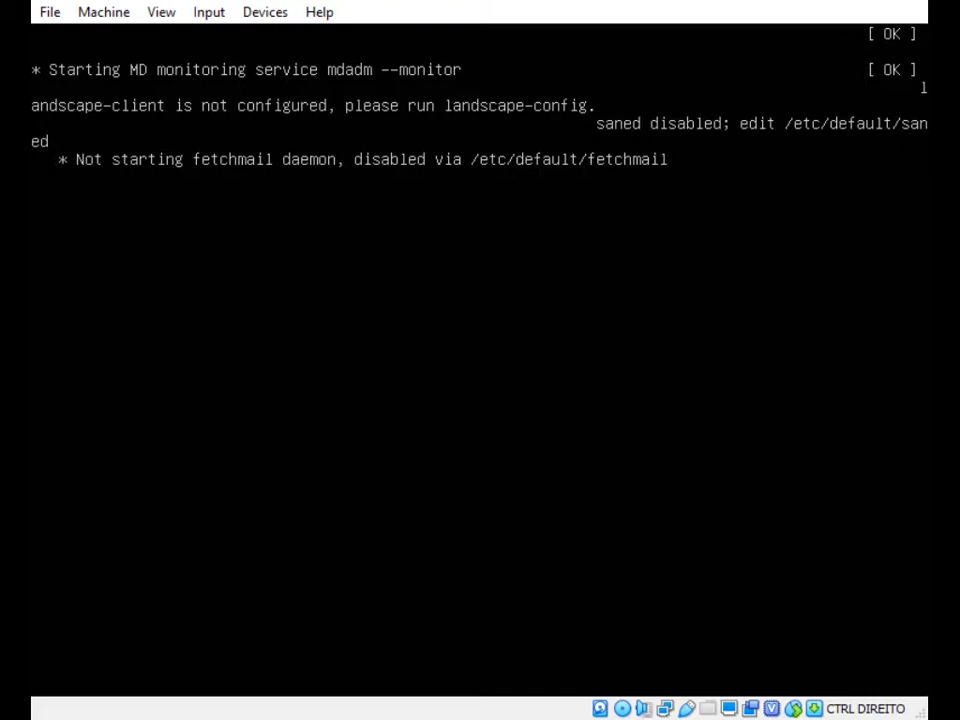 File Machine View Input Devices Help
[ OK ]
* Starting MD monitoring service mdadm --monitor [ OK ]
l
andscape-client is not configured, please run landscape-config.
saned disabled; edit /etc/default/san
ed
* Not starting fetchmail daemon, disabled via /etc/default/fetchmail
CTRL DIREITO